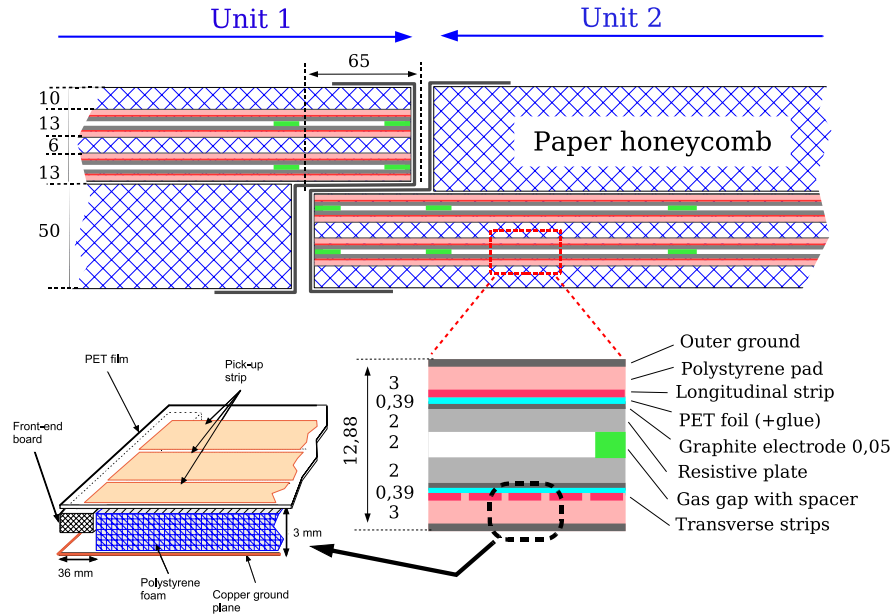 Unit 1
Unit 2
65
10
13
6
13
50
Paper honeycomb
PET film
Pick-up
strip
Front-end
board
3 mm
36 mm
Polystyrene
foam
Copper ground
plane
12,88
3
0,39
2
2
2
0,39
3
Outer ground
Polystyrene pad
Longitudinal strip
PET foil (+glue)
Graphite electrode 0,05
Resistive plate
Gas gap with spacer
Transverse strips